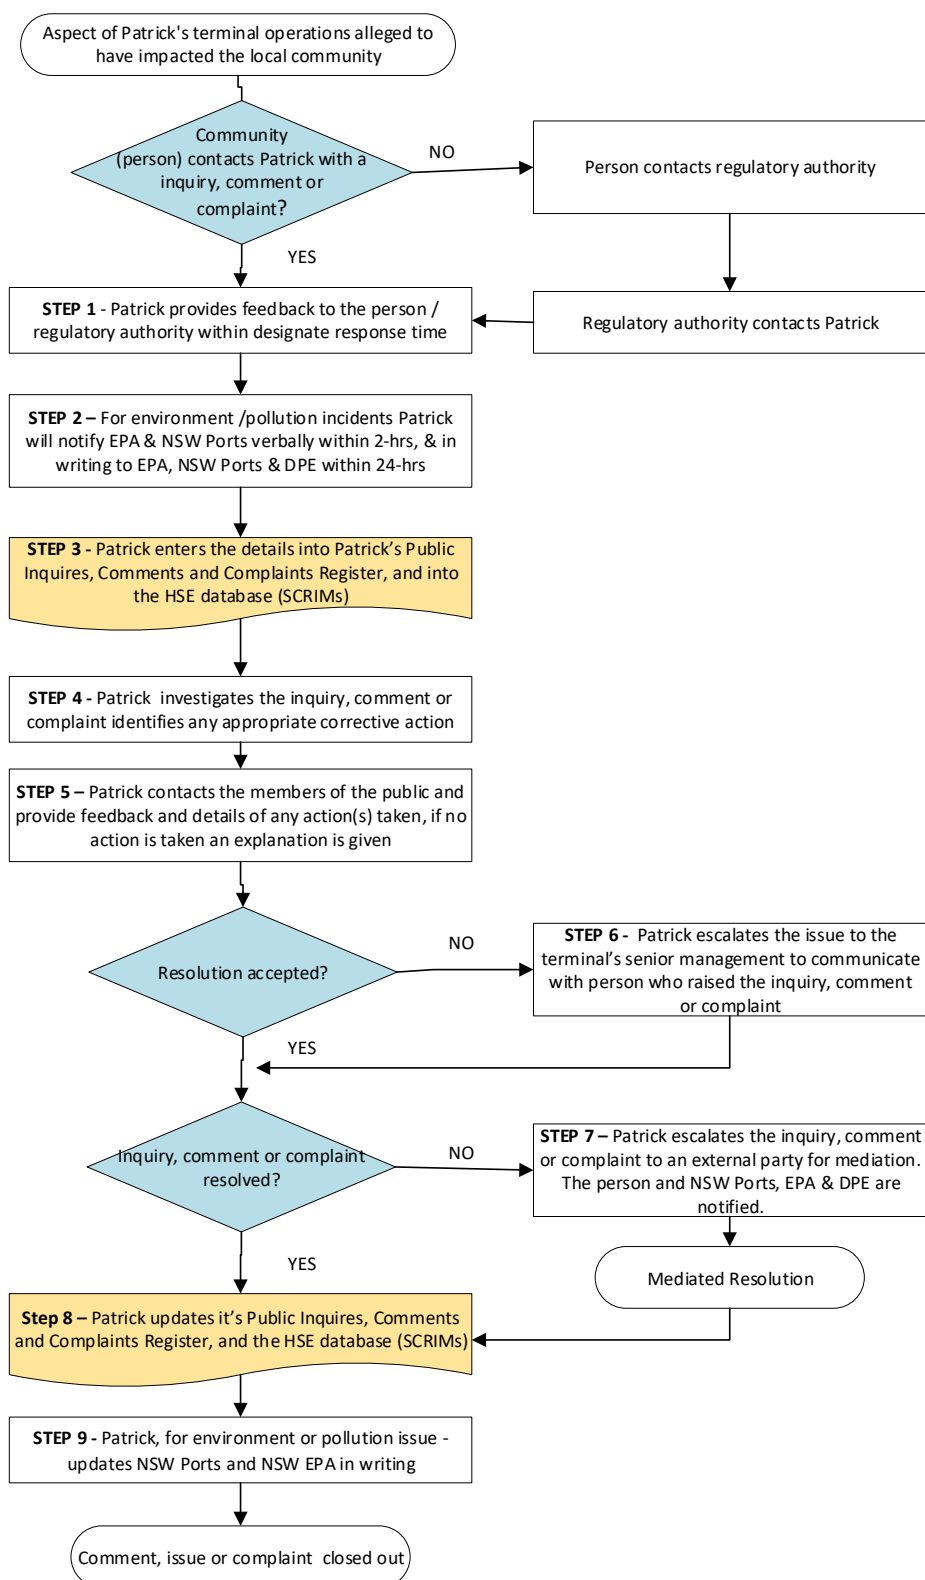 Aspect of Patrick's terminal operations alleged to
have impacted the local community
Community
(person) contacts Patrick with a
inquiry, comment or
complaint?
NO
Person contacts regulatory authority
YES
STEP 1 - Patrick provides feedback to the person /
regulatory authority within designate response time
Regulatory authority contacts Patrick
STEP 2 – For environment /pollution incidents Patrick
will notify EPA & NSW Ports verbally within 2-hrs, & in
writing to EPA, NSW Ports & DPE within 24-hrs
STEP 3 - Patrick enters the details into Patrick's Public
Inquires, Comments and Complaints Register, and into
the HSE database (SCRIMs)
STEP 4 - Patrick investigates the inquiry, comment or
complaint identifies any appropriate corrective action
STEP 5 – Patrick contacts the members of the public and
provide feedback and details of any action(s) taken, if no
action is taken an explanation is given
Resolution accepted?
NO
STEP 6 - Patrick escalates the issue to the
terminal's senior management to communicate
with person who raised the inquiry, comment
or complaint
YES
Inquiry, comment or complaint
resolved?
NO
STEP 7 – Patrick escalates the inquiry, comment
or complaint to an external party for mediation.
The person and NSW Ports, EPA & DPE are
notified.
YES
Mediated Resolution
Step 8 – Patrick updates it's Public Inquires, Comments
and Complaints Register, and the HSE database (SCRIMs)
STEP 9 - Patrick, for environment or pollution issue -
updates NSW Ports and NSW EPA in writing
Comment, issue or complaint closed out